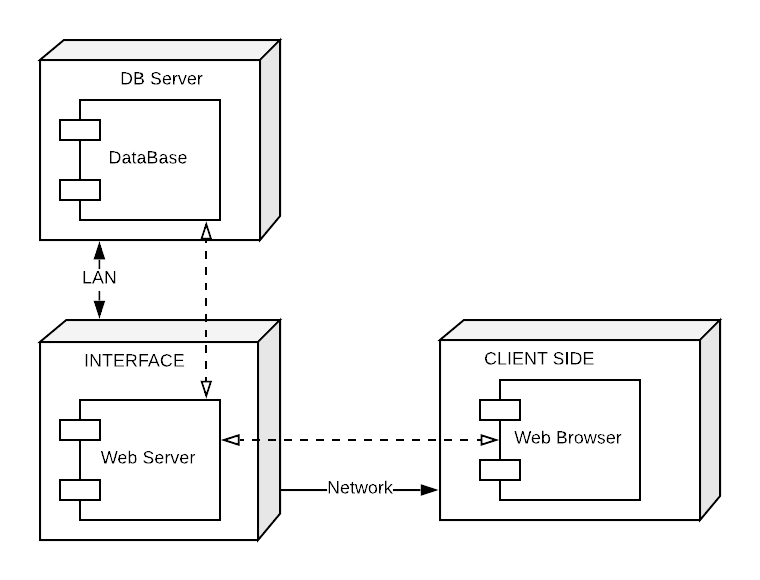 DB Server
DataBase
LAN
INTERFACE
Web Server
CLIENT SIDE
Web Browser
Network